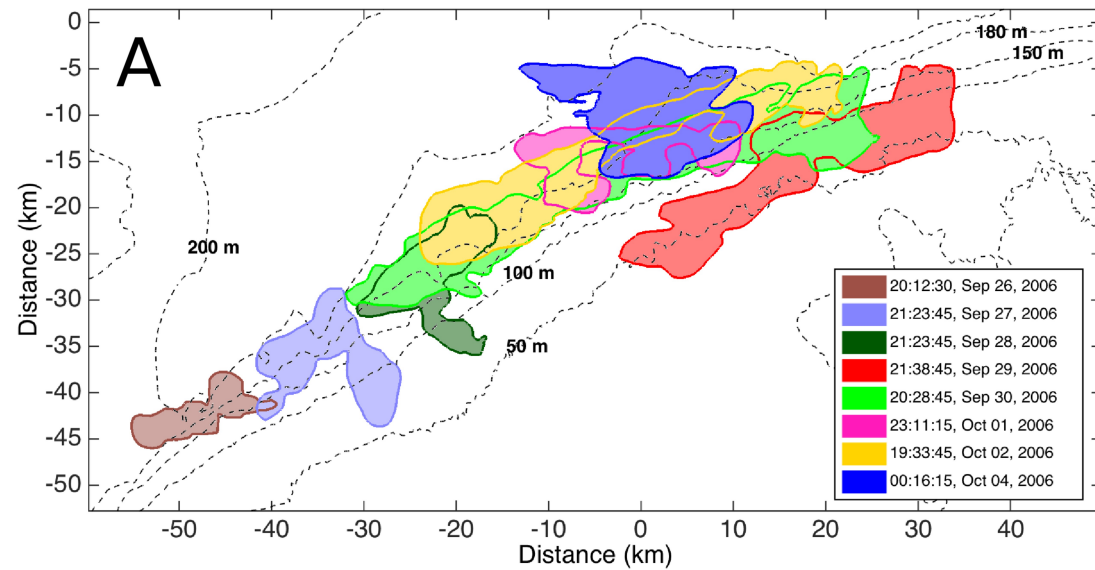 A
0
-5
-10
-15
-20
-25
-30
-35
-40
-45
-50
Distance (km)
180 m
150 m
200 m
100 m
50 m
20:12:30, Sep 26, 2006
21:23:45, Sep 27, 2006
21:23:45, Sep 28, 2006
21:38:45, Sep 29, 2006
20:28:45, Sep 30, 2006
23:11:15, Oct 01, 2006
19:33:45, Oct 02, 2006
00:16:15, Oct 04, 2006
-50 -40 -30 -20 -10 0 10 20 30 40
Distance (km)